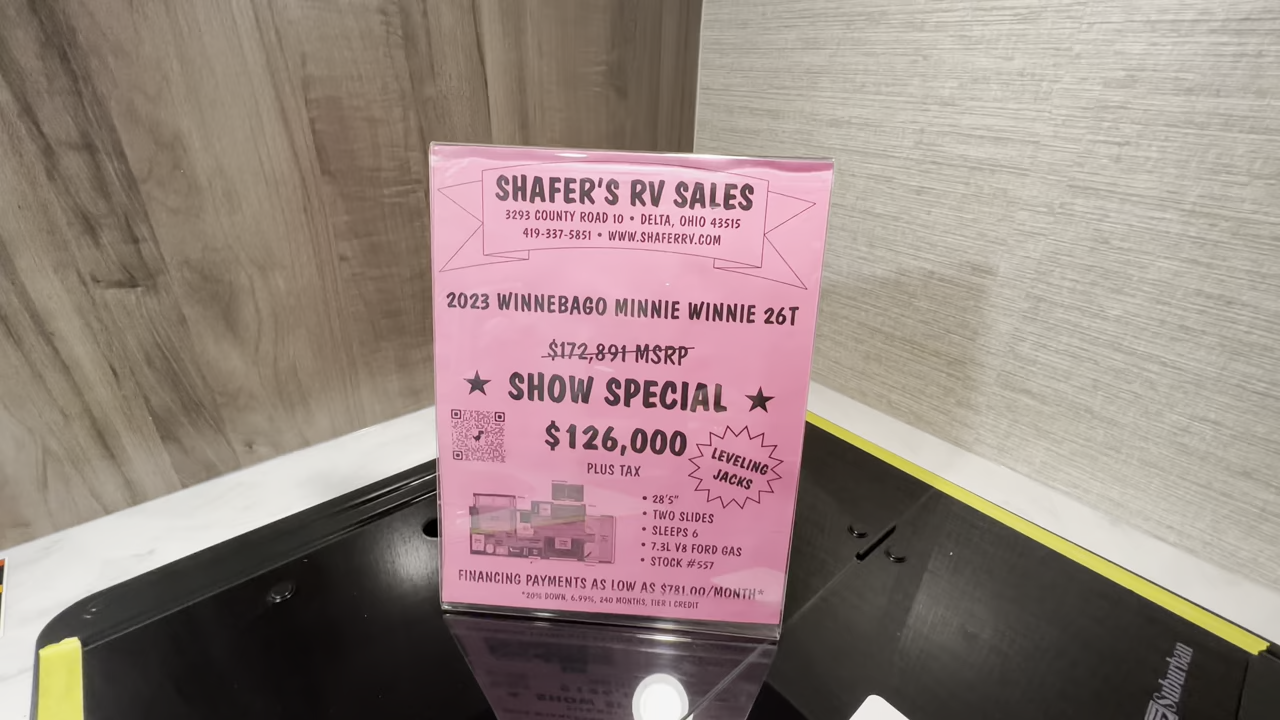 SHAFER'S RV SALES
3293 COUNTY ROAD 10 • DELTA, OHIO 43515
419-337-5851 • WWW.SHAFERRV.COM
2023 WINNEBAGO MINNIE WINNIE 26T
$172,891 MSRP
★ SHOW SPECIAL ★
$126,000
PLUS TAX
LEVELING
JACKS
• 28'5"
• TWO SLIDES
• SLEEPS 6
• 7.3L V8 FORD GAS
• STOCK #557
FINANCING PAYMENTS AS LOW AS $781.00/MONTH*
*20% DOWN, 6.99%, 240 MONTHS, TIER 1 CREDIT
Suburban